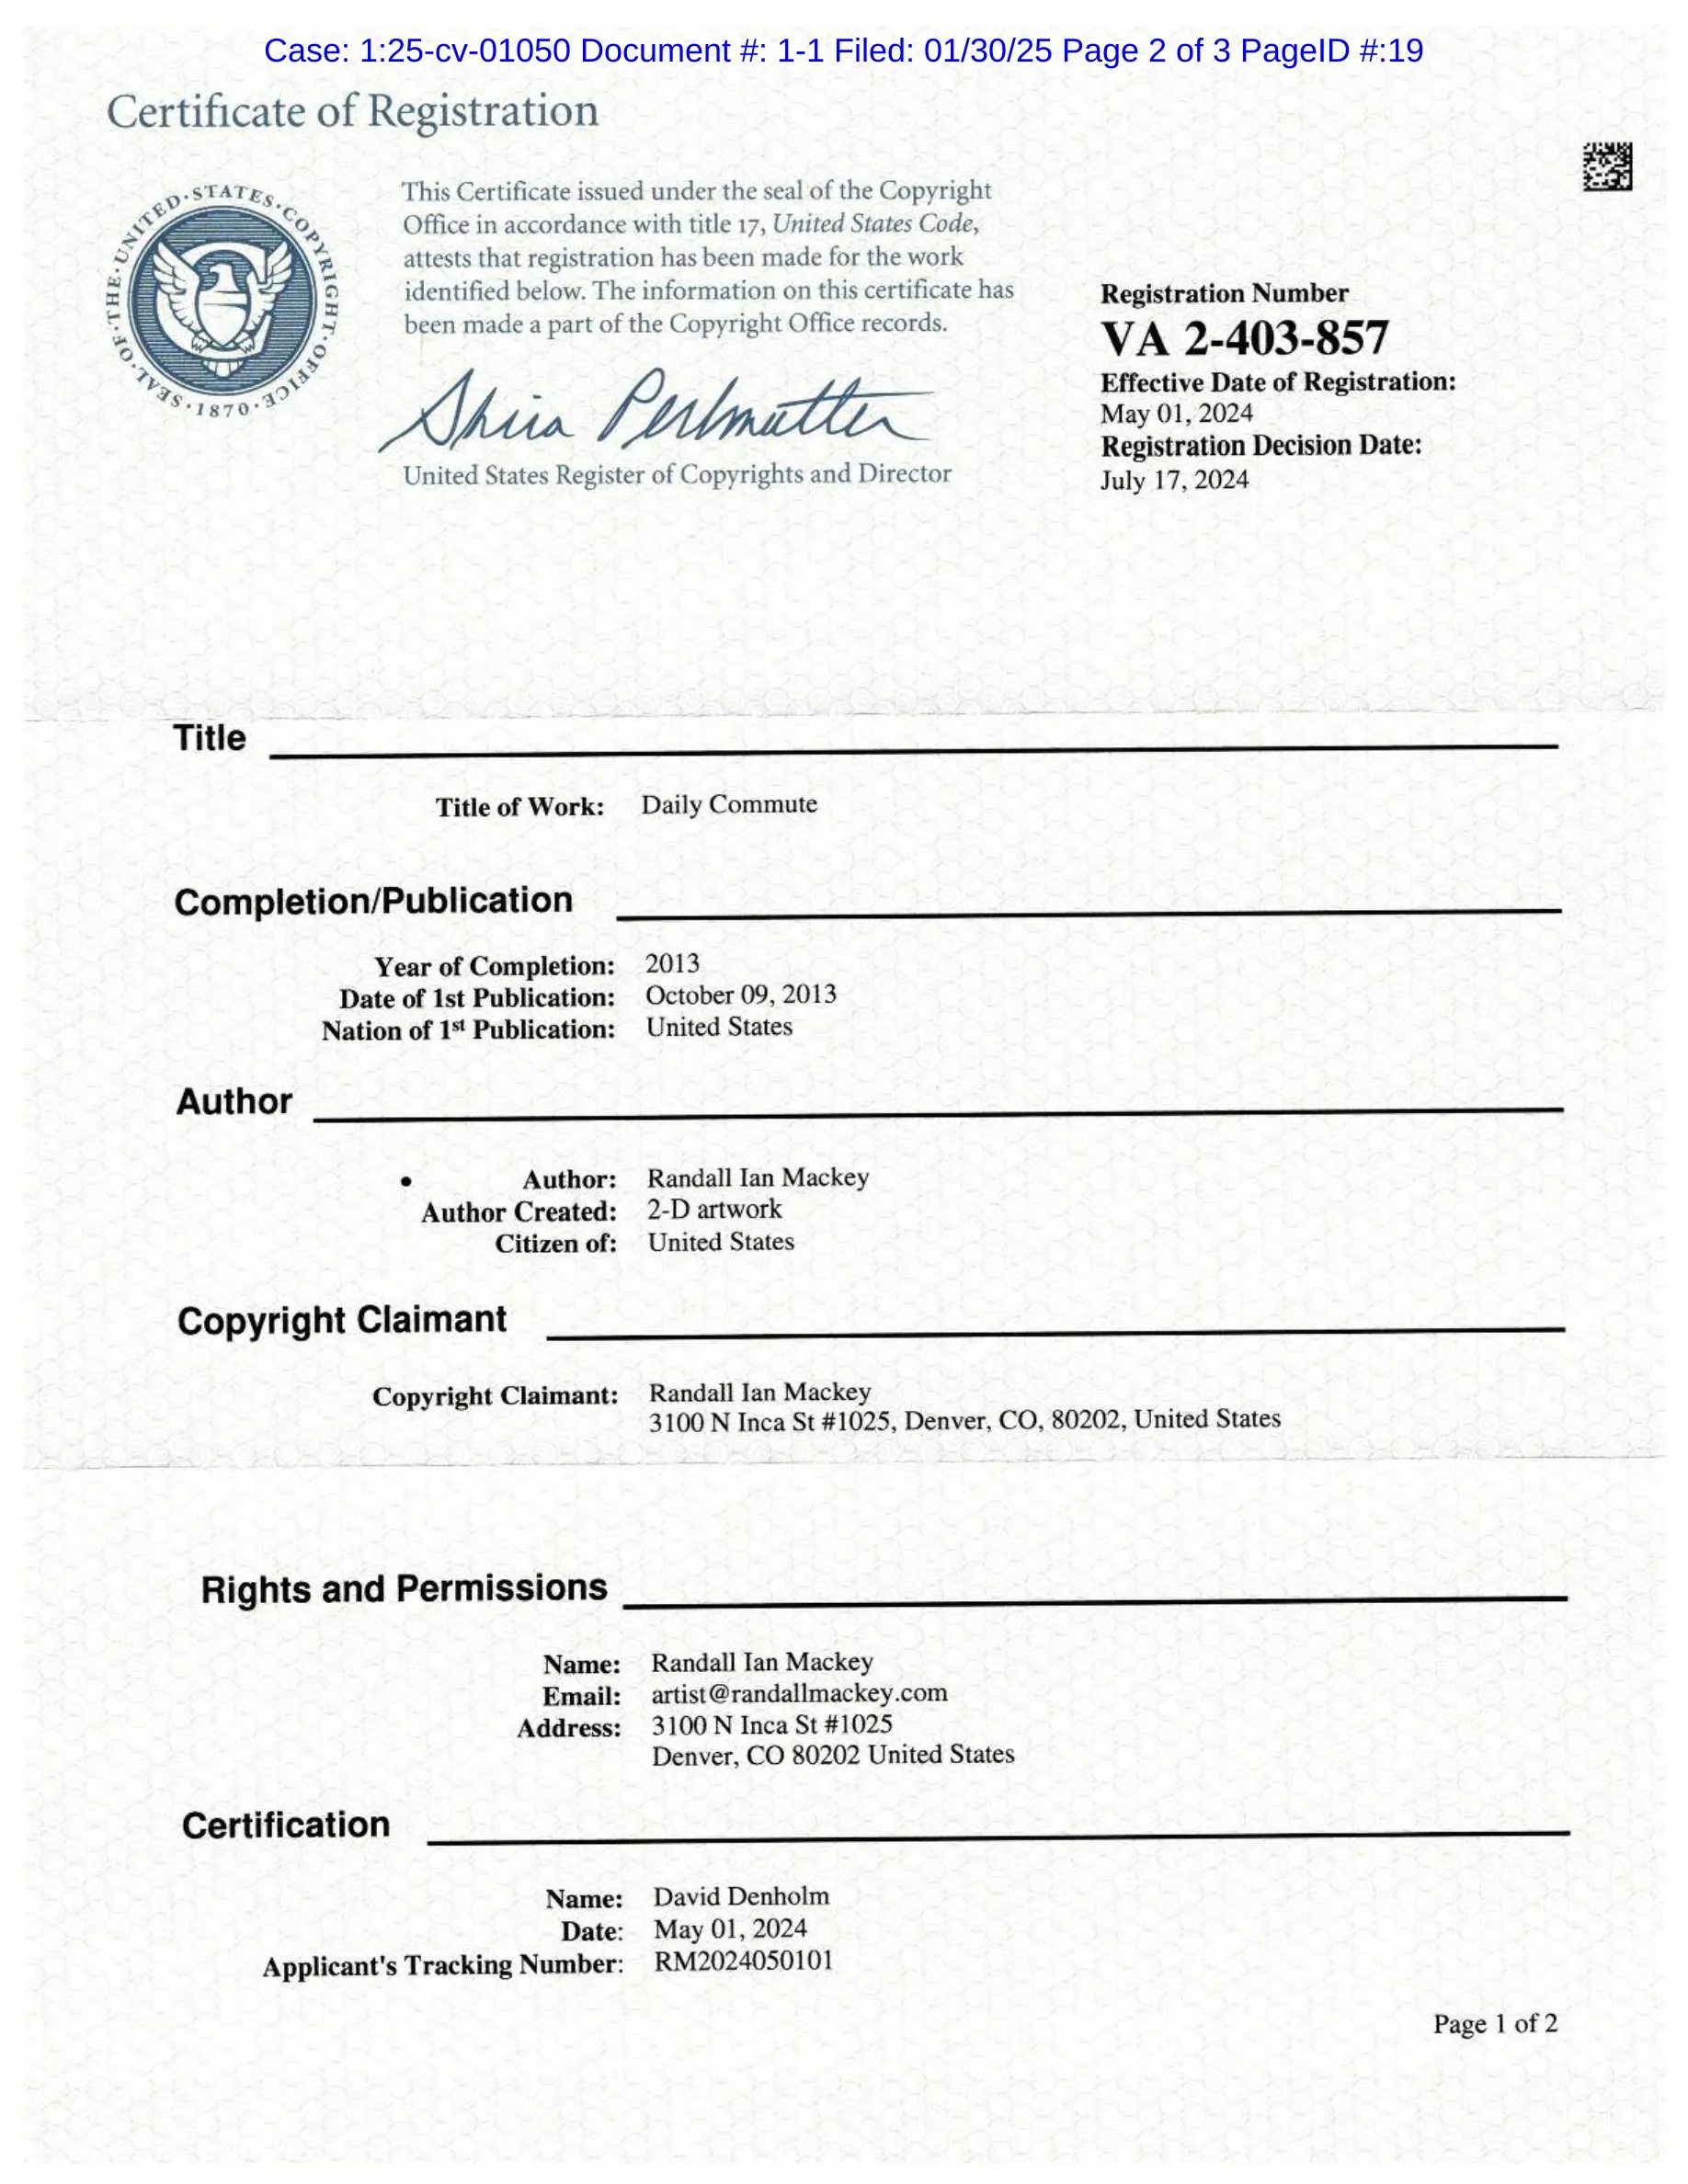 Case: 1:25-cv-01050 Document #: 1-1 Filed: 01/30/25 Page 2 of 3 PageID #:19
Certificate of Registration
This Certificate issued under the seal of the Copyright
Office in accordance with title 17, United States Code,
attests that registration has been made for the work
identified below. The information on this certificate has
been made a part of the Copyright Office records.
Shira Perlmutter
United States Register of Copyrights and Director
SEAL·OF·THE·UNITED·STATES·COPYRIGHT·OFFICE
·1870·
Registration Number
VA 2-403-857
Effective Date of Registration:
May 01, 2024
Registration Decision Date:
July 17, 2024
Title
Title of Work: Daily Commute
Completion/Publication
Year of Completion: 2013
Date of 1st Publication: October 09, 2013
Nation of 1st Publication: United States
Author
• Author: Randall Ian Mackey
Author Created: 2-D artwork
Citizen of: United States
Copyright Claimant
Copyright Claimant: Randall Ian Mackey
3100 N Inca St #1025, Denver, CO, 80202, United States
Rights and Permissions
Name: Randall Ian Mackey
Email: artist@randallmackey.com
Address: 3100 N Inca St #1025
Denver, CO 80202 United States
Certification
Name: David Denholm
Date: May 01, 2024
Applicant's Tracking Number: RM2024050101
Page 1 of 2